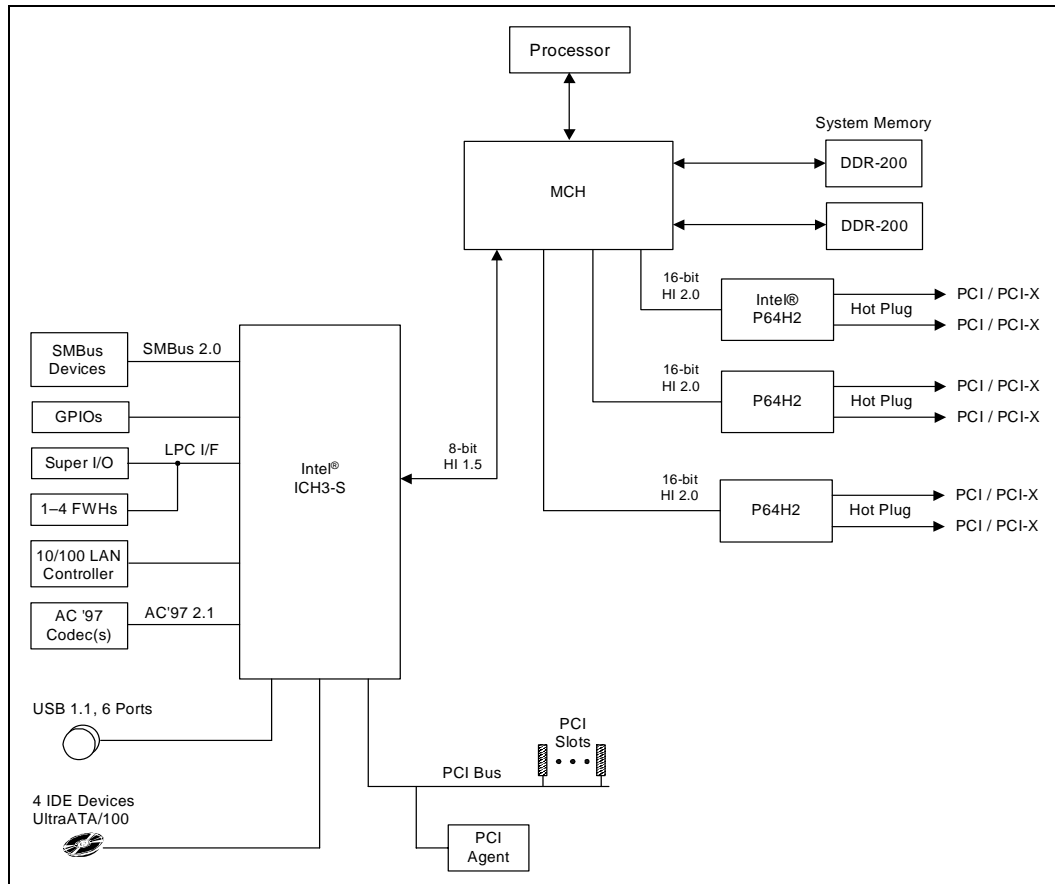 Processor
System Memory
MCH
DDR-200
DDR-200
16-bit
HI 2.0
Intel®
P64H2
Hot Plug
PCI / PCI-X
PCI / PCI-X
16-bit
HI 2.0
P64H2
Hot Plug
PCI / PCI-X
PCI / PCI-X
16-bit
HI 2.0
P64H2
Hot Plug
PCI / PCI-X
PCI / PCI-X
8-bit
HI 1.5
Intel®
ICH3-S
SMBus
Devices
SMBus 2.0
GPIOs
Super I/O
LPC I/F
1–4 FWHs
10/100 LAN
Controller
AC '97
Codec(s)
AC'97 2.1
USB 1.1, 6 Ports
4 IDE Devices
UltraATA/100
PCI
Slots
PCI Bus
PCI
Agent